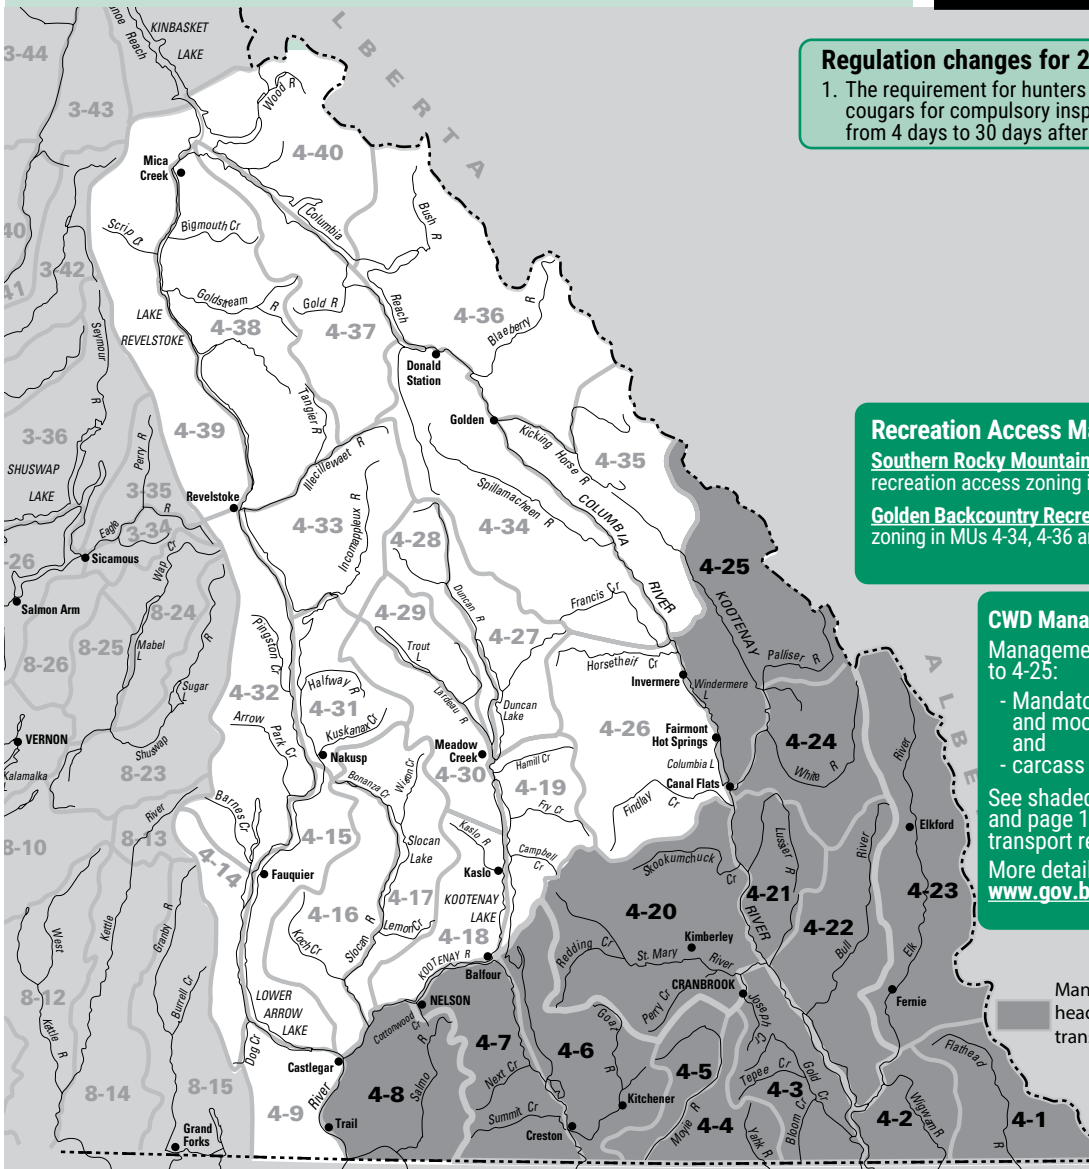 KINBASKET
LAKE
Canoe Reach
ALBERTA
3-44
3-43
Wood R
4-40
Mica
Creek
Scrip Cr
Bigmouth Cr
Columbia
Reach
Bush R
3-42
Goldstream R
Gold R
4-38
4-37
4-36
Blaeberry R
LAKE
REVELSTOKE
Seymour R
Donald
Station
Tangier R
Golden
Kicking Horse R
3-36
4-39
4-35
SHUSWAP
LAKE
Perry R
3-35
Illecillewaet R
Spillamacheen R
COLUMBIA
RIVER
Revelstoke
4-33
Incomappleux R
4-34
4-28
Eagle R
3-34
Sicamous
Wap Cr
Salmon Arm
4-25
KOOTENAY
RIVER
8-24
8-25
Mabel
L
8-26
Sugar
L
R
Pingston Cr
4-29
Trout
L
Duncan R
4-27
Francis Cr
Horsetheif Cr
Palliser R
Invermere
Windermere
L
4-32
Halfway R
4-31
Lardeau R
Duncan
Lake
4-26
Arrow
Park Cr
Kuskanax Cr
Fairmont
Hot Springs
4-24
White R
VERNON
Kalamalka
L
Shuswap
River
8-23
Nakusp
Meadow
Creek
4-30
Hamill Cr
4-19
Fry Cr
Columbia L
Canal Flats
Findlay Cr
Bonanza Cr
Wilson Cr
Barnes Cr
8-10
8-13
4-14
4-15
Slocan
Lake
Kaslo R
Campbell
Cr
Kaslo
Skookumchuck Cr
Lussier R
4-21
Bull River
Elk River
Elkford
4-23
Fauquier
4-17
4-16
Koch Cr
Lemon Cr
Slocan R
KOOTENAY
LAKE
4-18
4-20
4-22
Kimberley
Redding Cr
St. Mary River
West
Kettle R
Kettle
Granby R
Burrell Cr
8-12
KOOTENAY R
Balfour
CRANBROOK
Perry Cr
Joseph Cr
Fernie
LOWER
ARROW
LAKE
NELSON
Cottonwood
Cr
Goat R
Dog Cr
Castlegar
4-7
4-6
4-5
Flathead R
8-14
8-15
4-9
River
4-8
Salmo
Next Cr
Tepee Cr
Gold Cr
4-3
Summit Cr
Kitchener
Moyie R
4-4
Yahk R
Bloom Cr
4-2
Wigwam R
4-1
Trail
Creston
Grand
Forks
ALBE
Regulation changes for 2
1. The requirement for hunters
cougars for compulsory insp
from 4 days to 30 days after
Recreation Access Ma
Southern Rocky Mountain
recreation access zoning i
Golden Backcountry Recre
zoning in MUs 4-34, 4-36 an
CWD Mana
Managemen
to 4-25:
- Mandato
and moo
and
- carcass
See shaded
and page 1
transport re
More detail
www.gov.b
Man
head
trans